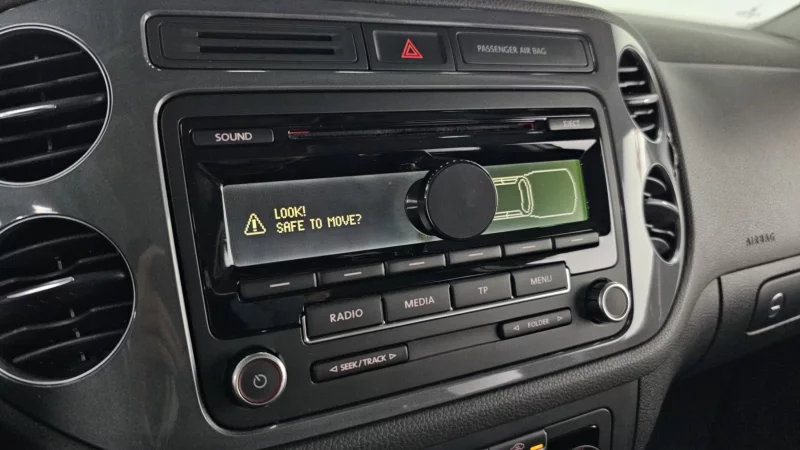 PASSENGER AIR BAG
SOUND
EJECT
LOOK!
SAFE TO MOVE?
RADIO
MEDIA
TP
MENU
◁ SEEK/TRACK ▷
◁ FOLDER ▷
AIRBAG